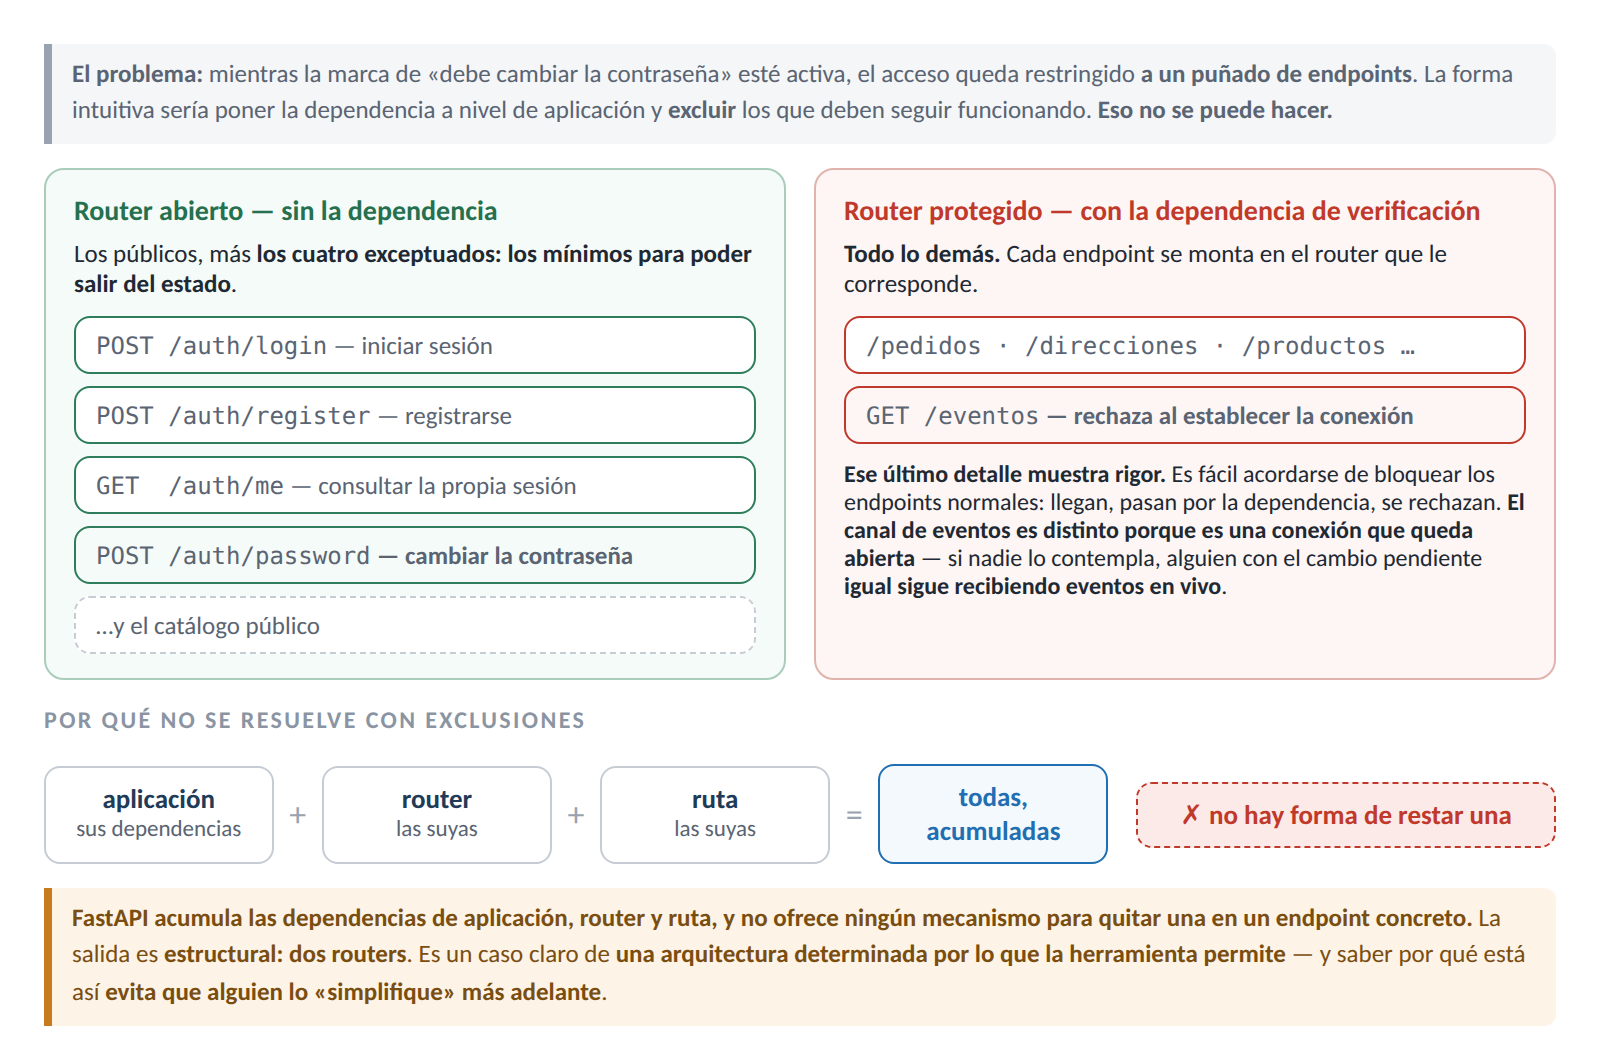 El problema: mientras la marca de «debe cambiar la contraseña» esté activa, el acceso queda restringido a un puñado de endpoints. La forma
intuitiva sería poner la dependencia a nivel de aplicación y excluir los que deben seguir funcionando. Eso no se puede hacer.
Router abierto — sin la dependencia
Los públicos, más los cuatro exceptuados: los mínimos para poder
salir del estado.
POST /auth/login — iniciar sesión
POST /auth/register — registrarse
GET  /auth/me — consultar la propia sesión
POST /auth/password — cambiar la contraseña
...y el catálogo público
Router protegido — con la dependencia de verificación
Todo lo demás. Cada endpoint se monta en el router que le
corresponde.
/pedidos · /direcciones · /productos …
GET /eventos — rechaza al establecer la conexión
Ese último detalle muestra rigor. Es fácil acordarse de bloquear los
endpoints normales: llegan, pasan por la dependencia, se rechazan. El
canal de eventos es distinto porque es una conexión que queda
abierta — si nadie lo contempla, alguien con el cambio pendiente
igual sigue recibiendo eventos en vivo.
POR QUÉ NO SE RESUELVE CON EXCLUSIONES
aplicación
sus dependencias
+
router
las suyas
+
ruta
las suyas
=
todas,
acumuladas
✗ no hay forma de restar una
FastAPI acumula las dependencias de aplicación, router y ruta, y no ofrece ningún mecanismo para quitar una en un endpoint concreto. La
salida es estructural: dos routers. Es un caso claro de una arquitectura determinada por lo que la herramienta permite — y saber por qué está
así evita que alguien lo «simplifique» más adelante.